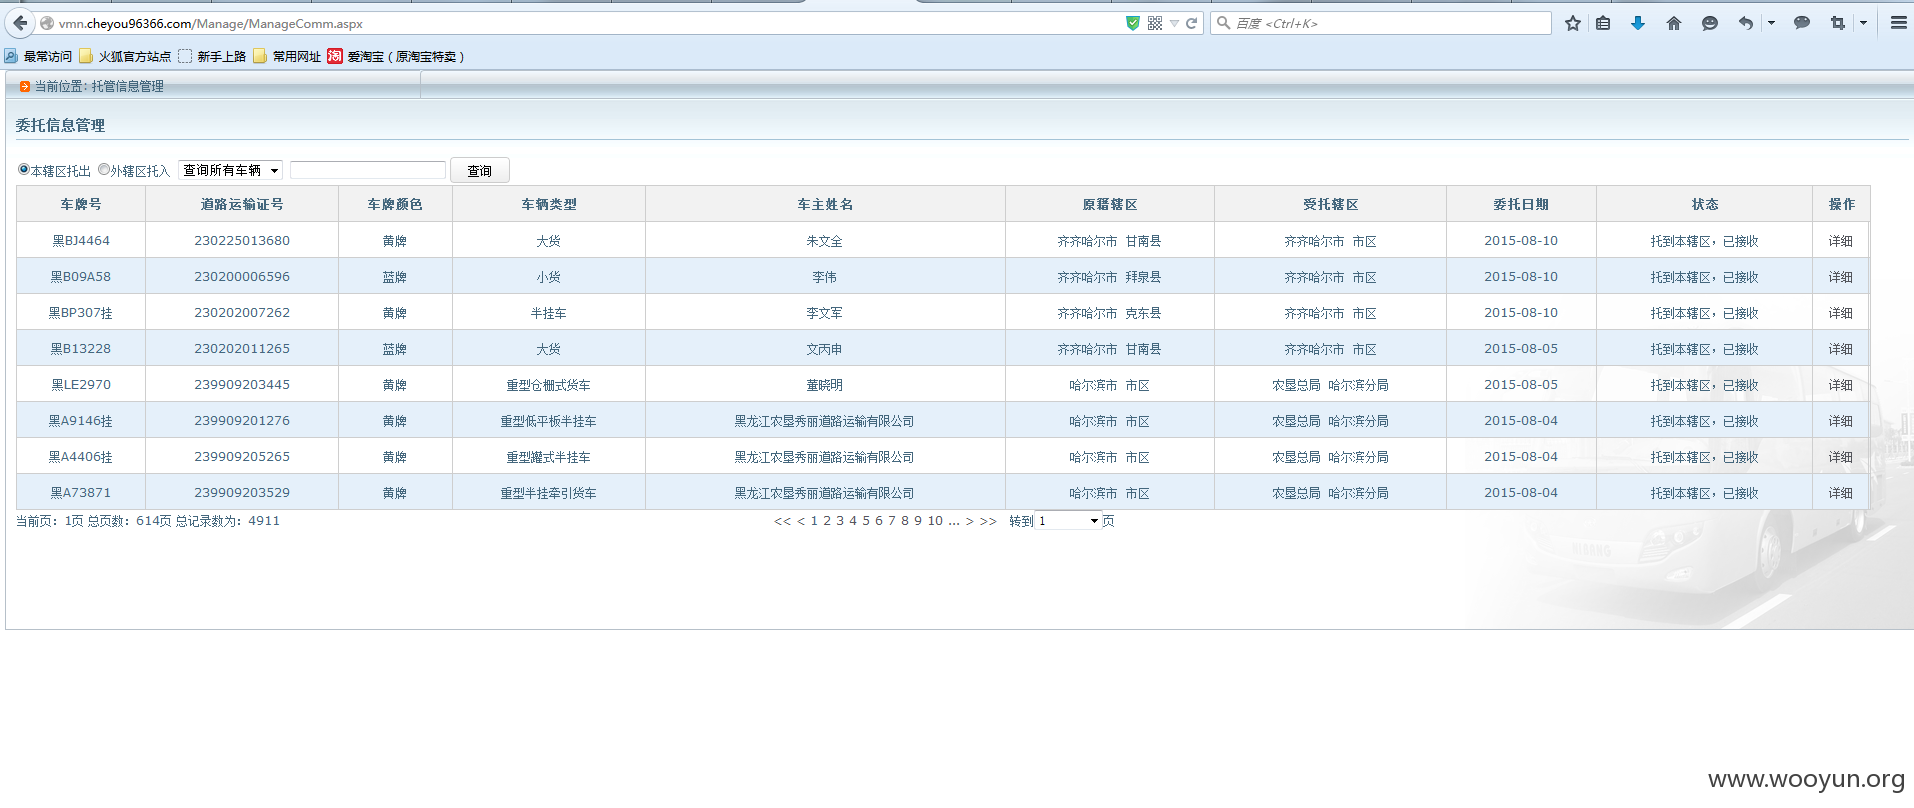 vmn.cheyou96366.com/Manage/ManageComm.aspx
百度 <Ctrl+K>
最常访问 火狐官方站点 新手上路 常用网址 淘 爱淘宝（原淘宝特卖）
当前位置：托管信息管理
委托信息管理
本辖区托出 外辖区托入 查询所有车辆 查询
车牌号 道路运输证号 车牌颜色 车辆类型 车主姓名 原籍辖区 受托辖区 委托日期 状态 操作
黑BJ4464 230225013680 黄牌 大货 朱文全 齐齐哈尔市 甘南县 齐齐哈尔市 市区 2015-08-10 托到本辖区，已接收 详细
黑B09A58 230200006596 蓝牌 小货 李伟 齐齐哈尔市 拜泉县 齐齐哈尔市 市区 2015-08-10 托到本辖区，已接收 详细
黑BP307挂 230202007262 黄牌 半挂车 李文军 齐齐哈尔市 克东县 齐齐哈尔市 市区 2015-08-10 托到本辖区，已接收 详细
黑B13228 230202011265 蓝牌 大货 文丙申 齐齐哈尔市 甘南县 齐齐哈尔市 市区 2015-08-05 托到本辖区，已接收 详细
黑LE2970 239909203445 黄牌 重型仓栅式货车 董晓明 哈尔滨市 市区 农垦总局 哈尔滨分局 2015-08-05 托到本辖区，已接收 详细
黑A9146挂 239909201276 黄牌 重型低平板半挂车 黑龙江农垦秀丽道路运输有限公司 哈尔滨市 市区 农垦总局 哈尔滨分局 2015-08-04 托到本辖区，已接收 详细
黑A4406挂 239909205265 黄牌 重型罐式半挂车 黑龙江农垦秀丽道路运输有限公司 哈尔滨市 市区 农垦总局 哈尔滨分局 2015-08-04 托到本辖区，已接收 详细
黑A73871 239909203529 黄牌 重型半挂牵引货车 黑龙江农垦秀丽道路运输有限公司 哈尔滨市 市区 农垦总局 哈尔滨分局 2015-08-04 托到本辖区，已接收 详细
当前页：1页 总页数：614页 总记录数为：4911 << < 1 2 3 4 5 6 7 8 9 10 ... > >> 转到 1 页
www.wooyun.org